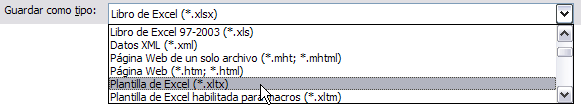 Guardar como tipo: Libro de Excel (*.xlsx)
Libro de Excel 97-2003 (*.xls)
Datos XML (*.xml)
Página Web de un solo archivo (*.mht; *.mhtml)
Página Web (*.htm; *.html)
Plantilla de Excel (*.xltx)
Plantilla de Excel habilitada para macros (*.xltm)